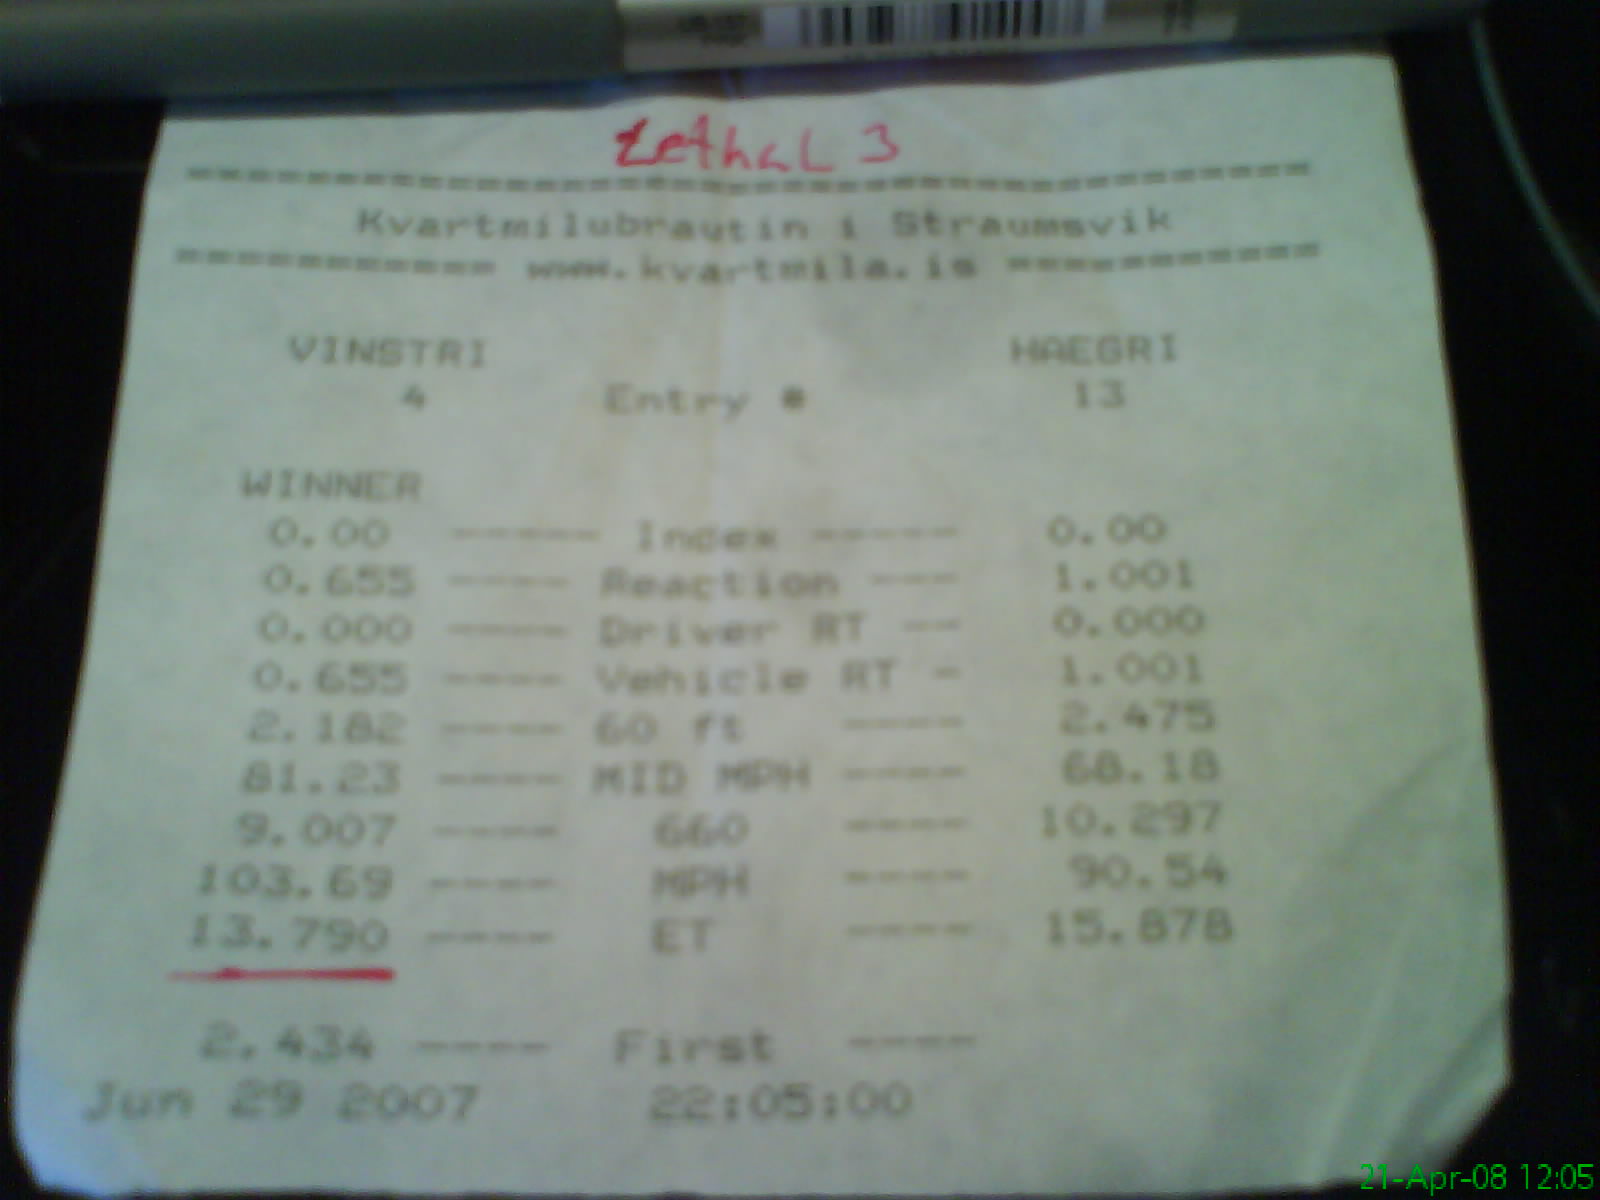 Lethal 3
===================================
Kvartmilubrautin i Straumsvik
========== www.kvartmila.is ==========
VINSTRI HAEGRI
4 Entry # 13
WINNER
0.00 ----- Index ----- 0.00
0.655 ---- Reaction --- 1.001
0.000 ---- Driver RT -- 0.000
0.655 ---- Vehicle RT - 1.001
2.182 ---- 60 ft ---- 2.475
81.23 ---- MID MPH ---- 68.18
9.007 ---- 660 ---- 10.297
103.69 ---- MPH ---- 90.54
13.790 ---- ET ---- 15.878
2.434 ---- First ----
Jun 29 2007 22:05:00
21-Apr-08 12:05